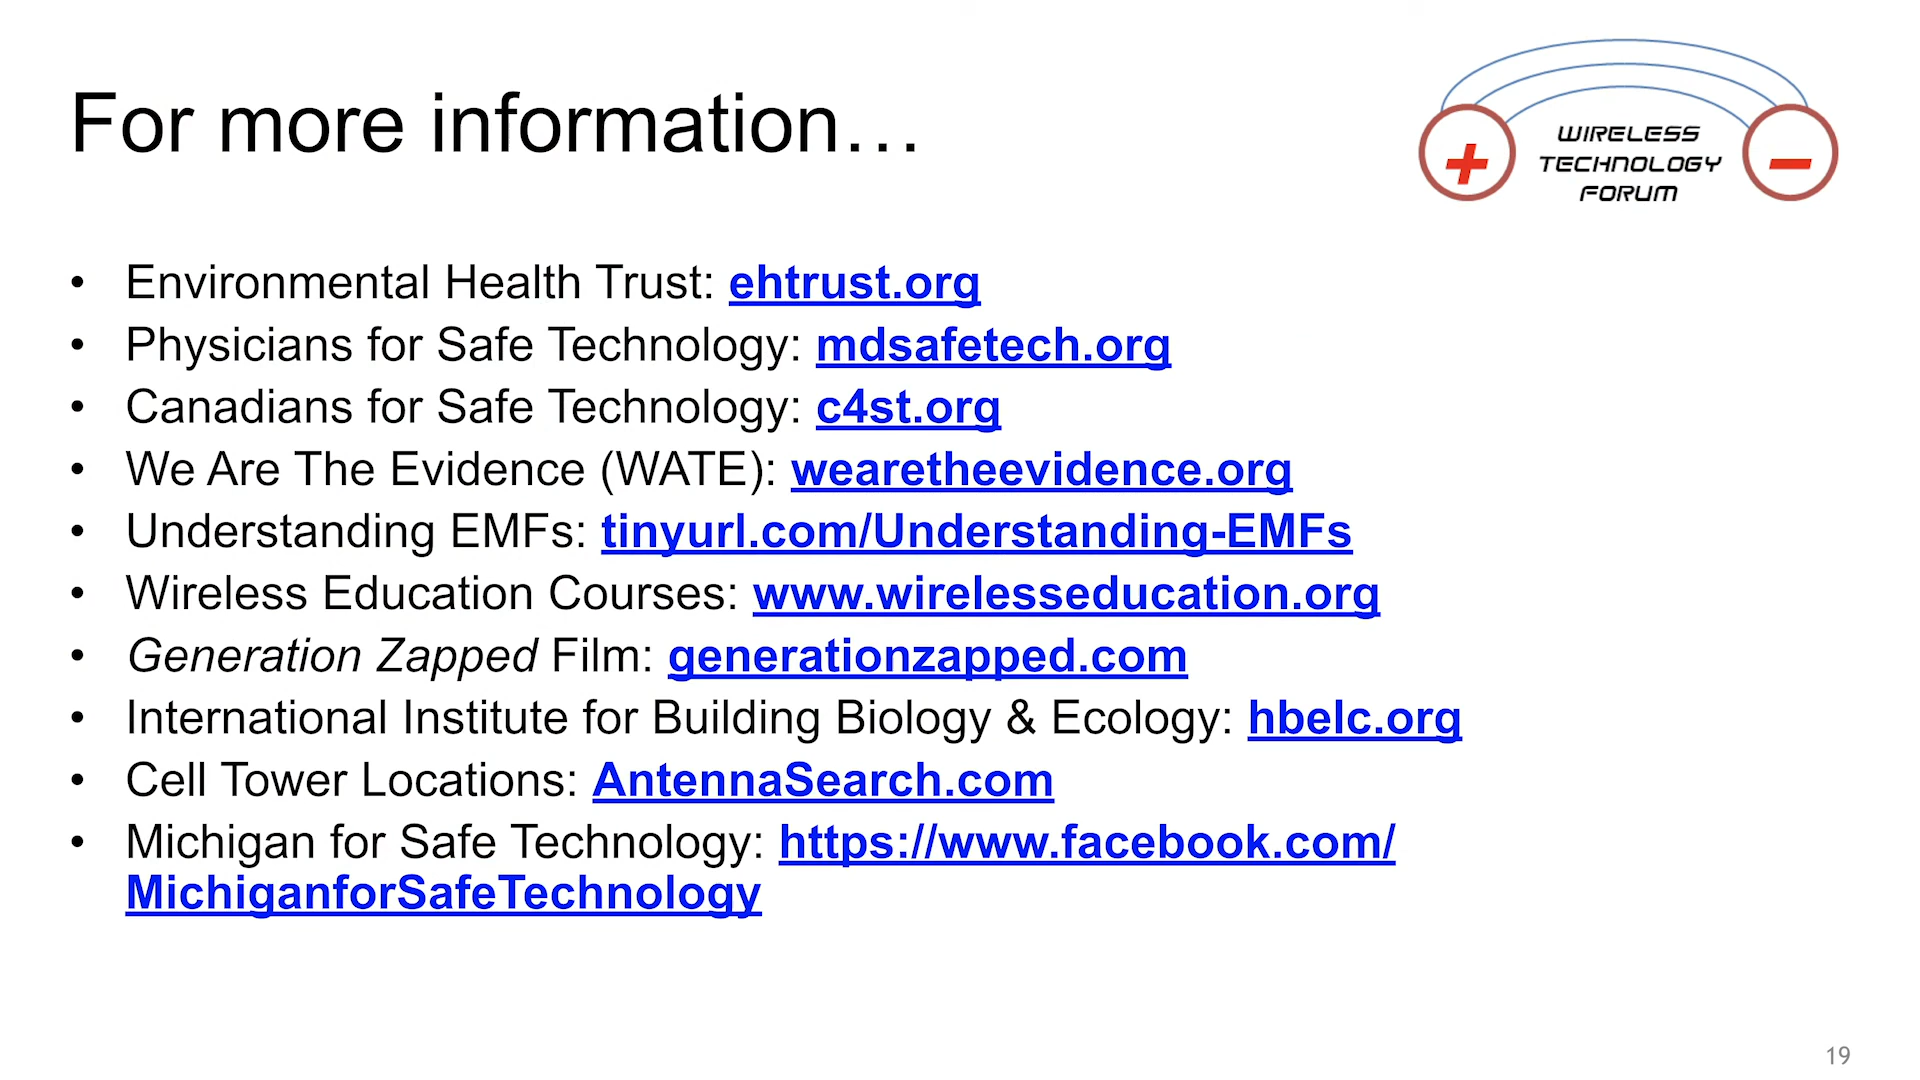 For more information…
WIRELESS
TECHNOLOGY
FORUM
• Environmental Health Trust: ehtrust.org
• Physicians for Safe Technology: mdsafetech.org
• Canadians for Safe Technology: c4st.org
• We Are The Evidence (WATE): wearetheevidence.org
• Understanding EMFs: tinyurl.com/Understanding-EMFs
• Wireless Education Courses: www.wirelesseducation.org
• Generation Zapped Film: generationzapped.com
• International Institute for Building Biology & Ecology: hbelc.org
• Cell Tower Locations: AntennaSearch.com
• Michigan for Safe Technology: https://www.facebook.com/
MichiganforSafeTechnology
19